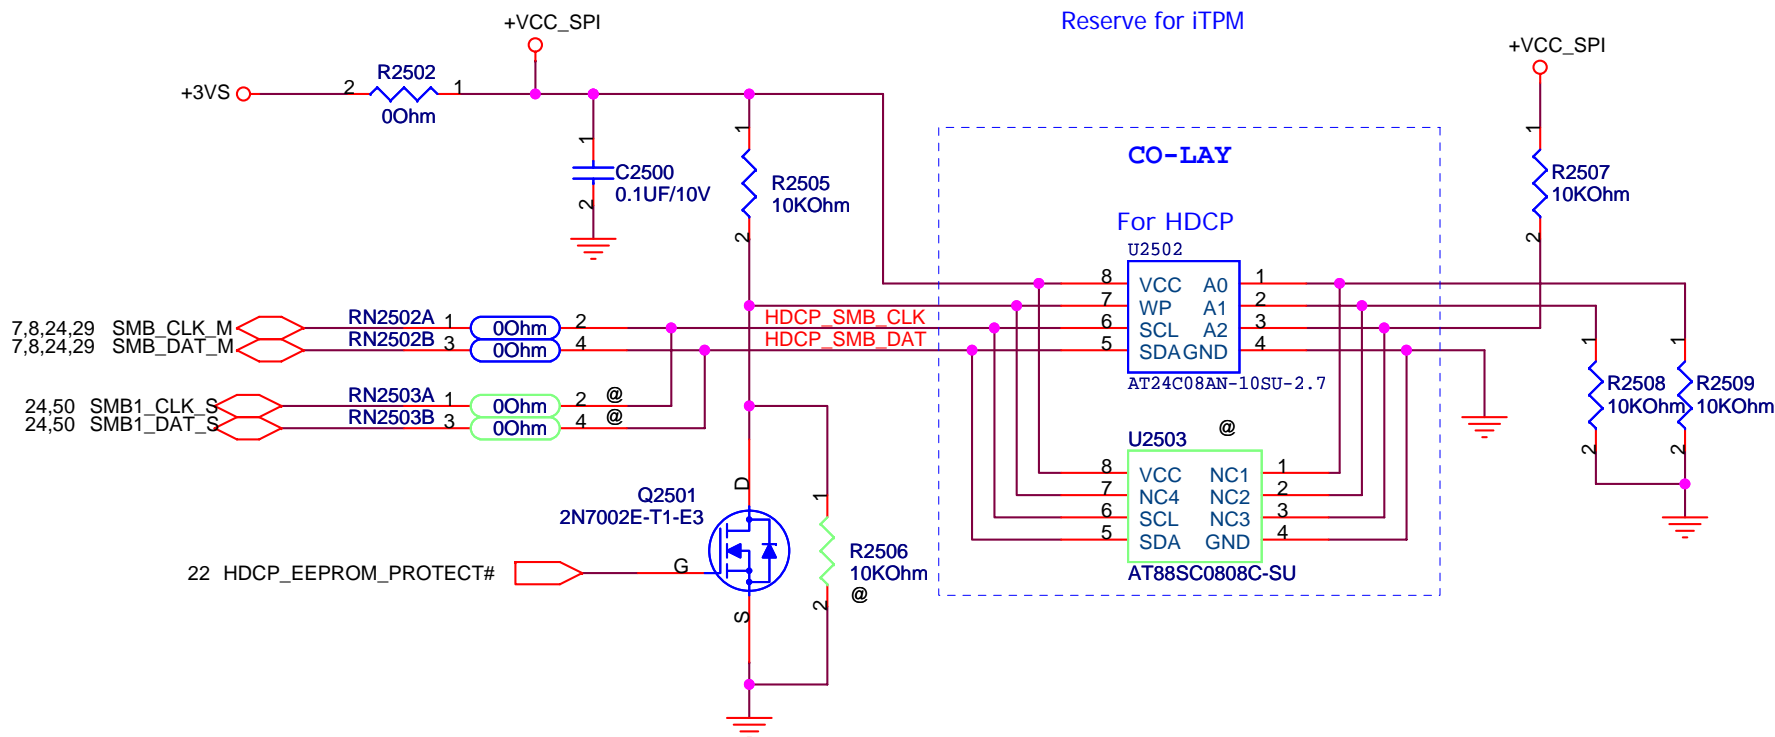 Reserve for iTPM
+VCC_SPI
+VCC_SPI
+3VS
2
R2502
1
0Ohm
1
C2500
0.1UF/10V
2
1
R2505
10KOhm
2
CO-LAY
For HDCP
U2502
1
R2507
10KOhm
2
8 VCC A0 1
7 WP A1 2
6 SCL A2 3
5 SDA GND 4
AT24C08AN-10SU-2.7
7,8,24,29 SMB_CLK_M
RN2502A 1 0Ohm 2
HDCP_SMB_CLK
7,8,24,29 SMB_DAT_M
RN2502B 3 0Ohm 4
HDCP_SMB_DAT
24,50 SMB1_CLK_S
RN2503A 1 0Ohm 2 @
24,50 SMB1_DAT_S
RN2503B 3 0Ohm 4 @
1
R2508
10KOhm
2
1
R2509
10KOhm
2
U2503 @
8 VCC NC1 1
7 NC4 NC2 2
6 SCL NC3 3
5 SDA GND 4
AT88SC0808C-SU
Q2501
2N7002E-T1-E3
D
G
S
1
R2506
10KOhm
@
2
22 HDCP_EEPROM_PROTECT#